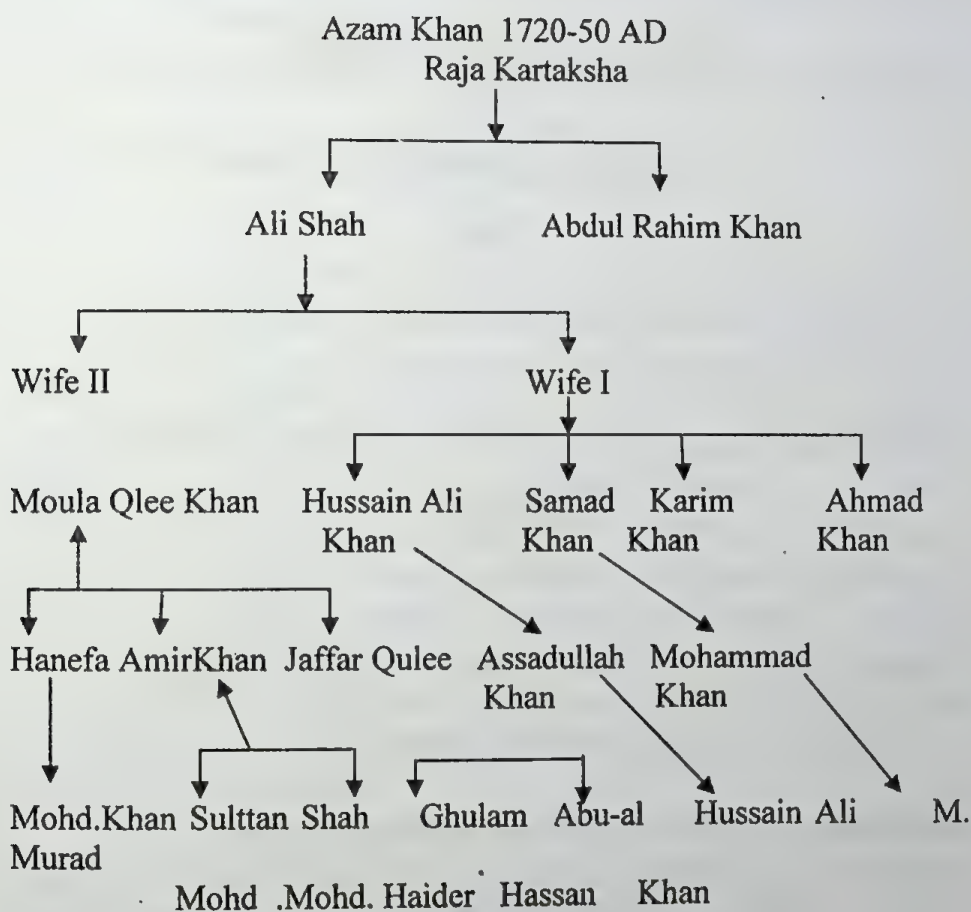 Azam Khan 1720-50 AD
Raja Kartaksha
Ali Shah Abdul Rahim Khan
Wife II Wife I
Moula Qlee Khan Hussain Ali Samad Karim Ahmad
Khan Khan Khan Khan
Hanefa AmirKhan Jaffar Qulee Assadullah Mohammad
Khan Khan
Mohd.Khan Sulttan Shah Ghulam Abu-al Hussain Ali M.
Murad
Mohd .Mohd. Haider Hassan Khan